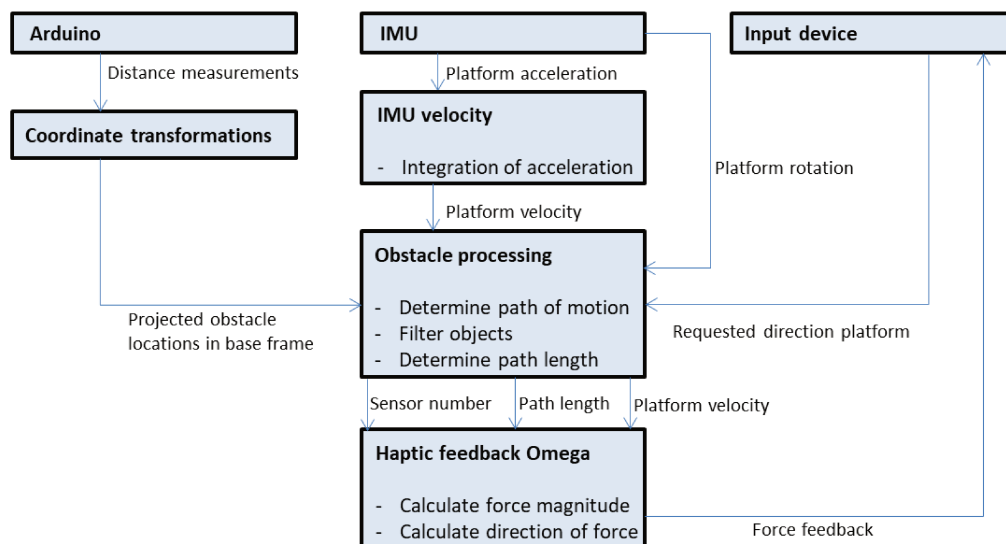 Arduino
IMU
Input device
Distance measurements
Platform acceleration
Coordinate transformations
IMU velocity
- Integration of acceleration
Platform rotation
Platform velocity
Obstacle processing
- Determine path of motion
- Filter objects
- Determine path length
Projected obstacle
locations in base frame
Requested direction platform
Sensor number
Path length
Platform velocity
Haptic feedback Omega
- Calculate force magnitude
- Calculate direction of force
Force feedback